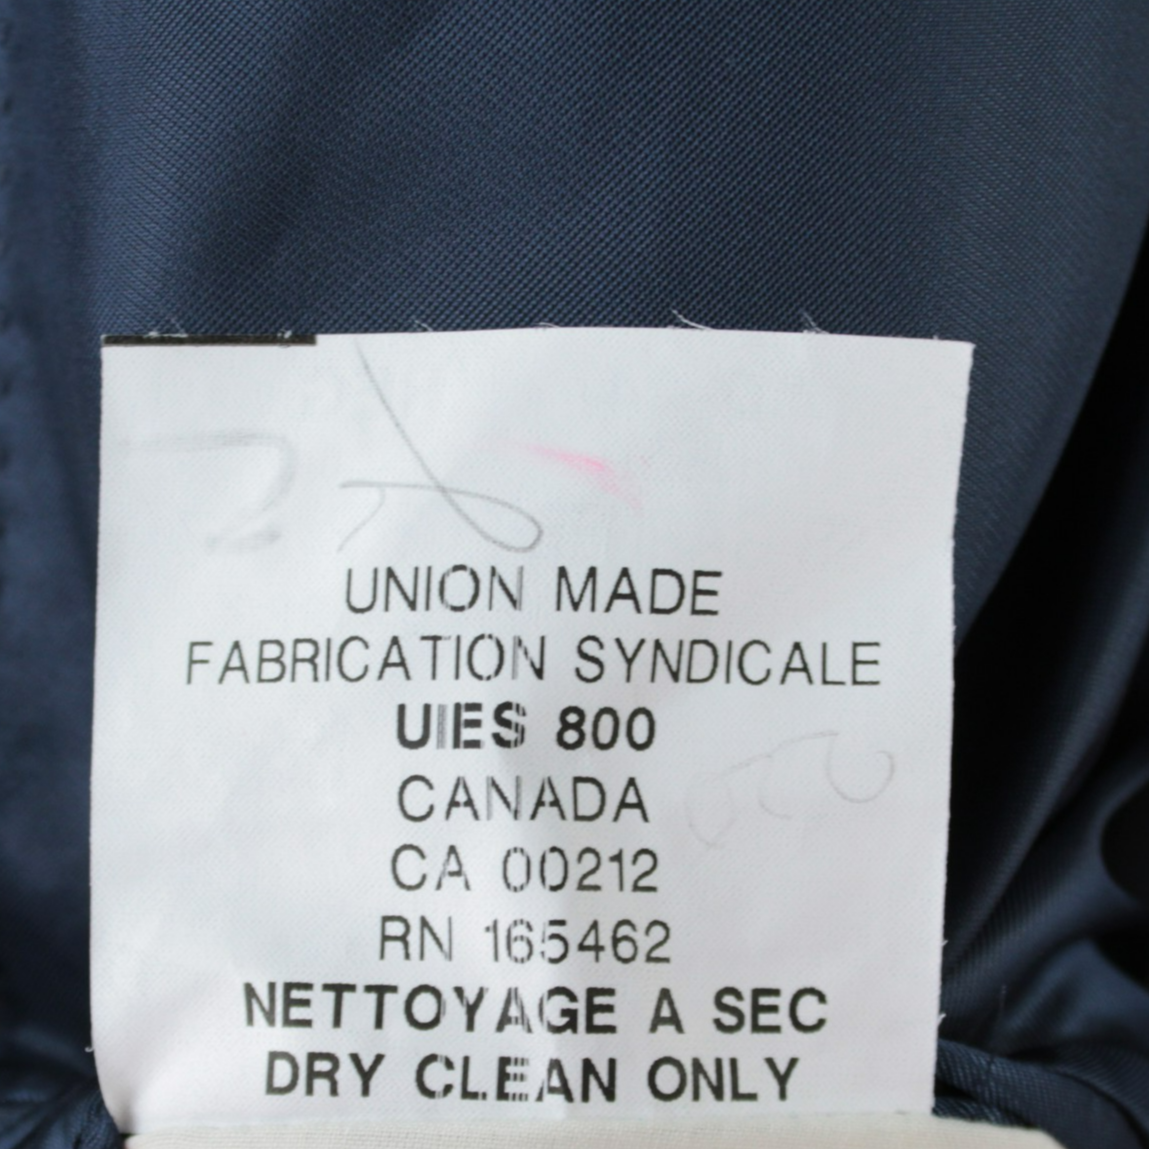 UNION MADE
FABRICATION SYNDICALE
UIES 800
CANADA
CA 00212
RN 165462
NETTOYAGE A SEC
DRY CLEAN ONLY